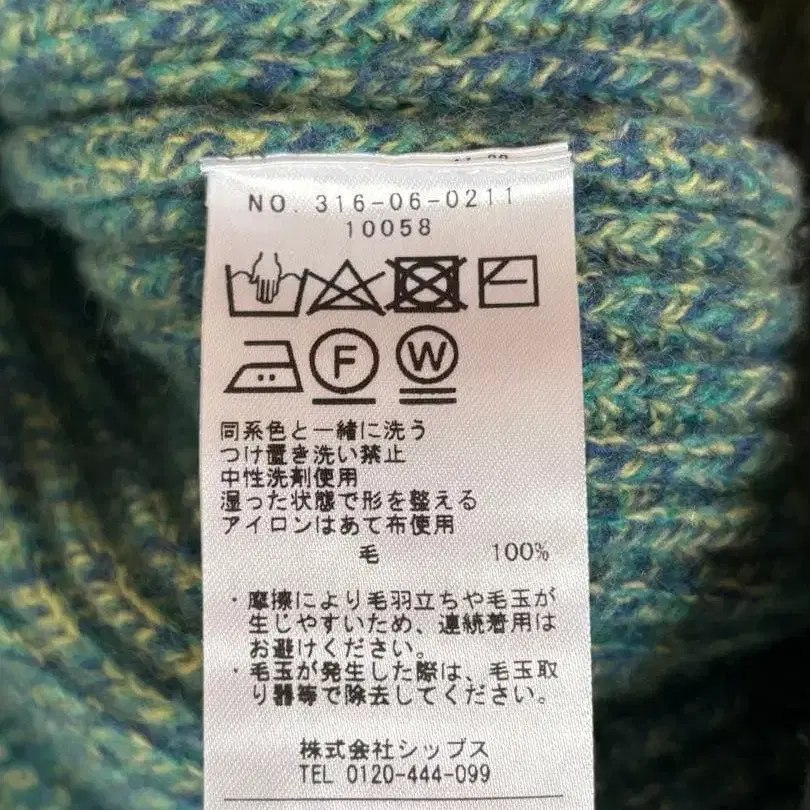 NO. 316-06-0211
10058
F W
同系色と一緒に洗う
つけ置き洗い禁止
中性洗剤使用
湿った状態で形を整える
アイロンはあて布使用
毛 100%
・摩擦により毛羽立ちや毛玉が
生じやすいため、連続着用は
お避けください。
・毛玉が発生した際は、毛玉取
り器等で除去してください。
株式会社シップス
TEL 0120-444-099